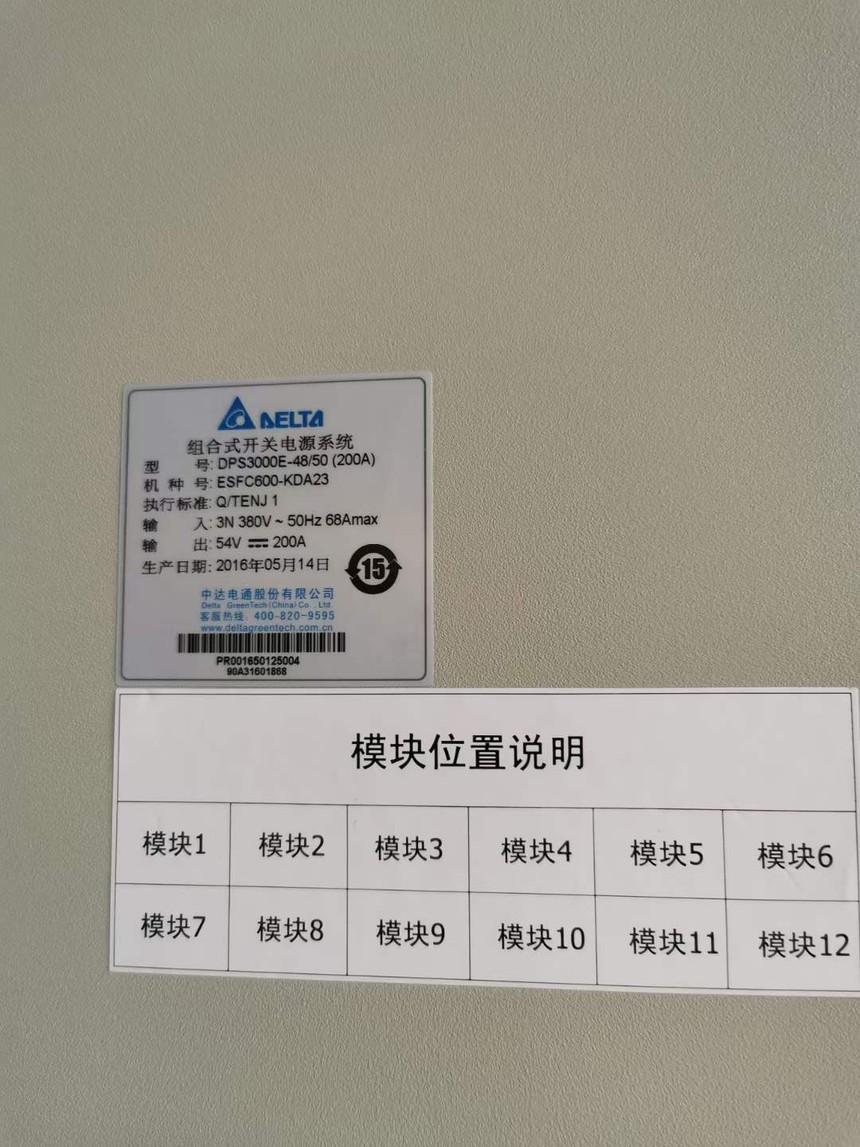 DELTA
组合式开关电源系统
型 号: DPS3000E-48/50 (200A)
机 种 号: ESFC600-KDA23
执行标准: Q/TENJ 1
输 入: 3N 380V ~ 50Hz 68Amax
输 出: 54V ⎓ 200A
生产日期: 2016年05月14日
15
中达电通股份有限公司
Delta GreenTech(China)Co.,Ltd.
客服热线: 400-820-9595
www.deltagreentech.com.cn
PR001650125004
90A31601868
模块位置说明
模块1 模块2 模块3 模块4 模块5 模块6
模块7 模块8 模块9 模块10 模块11 模块12